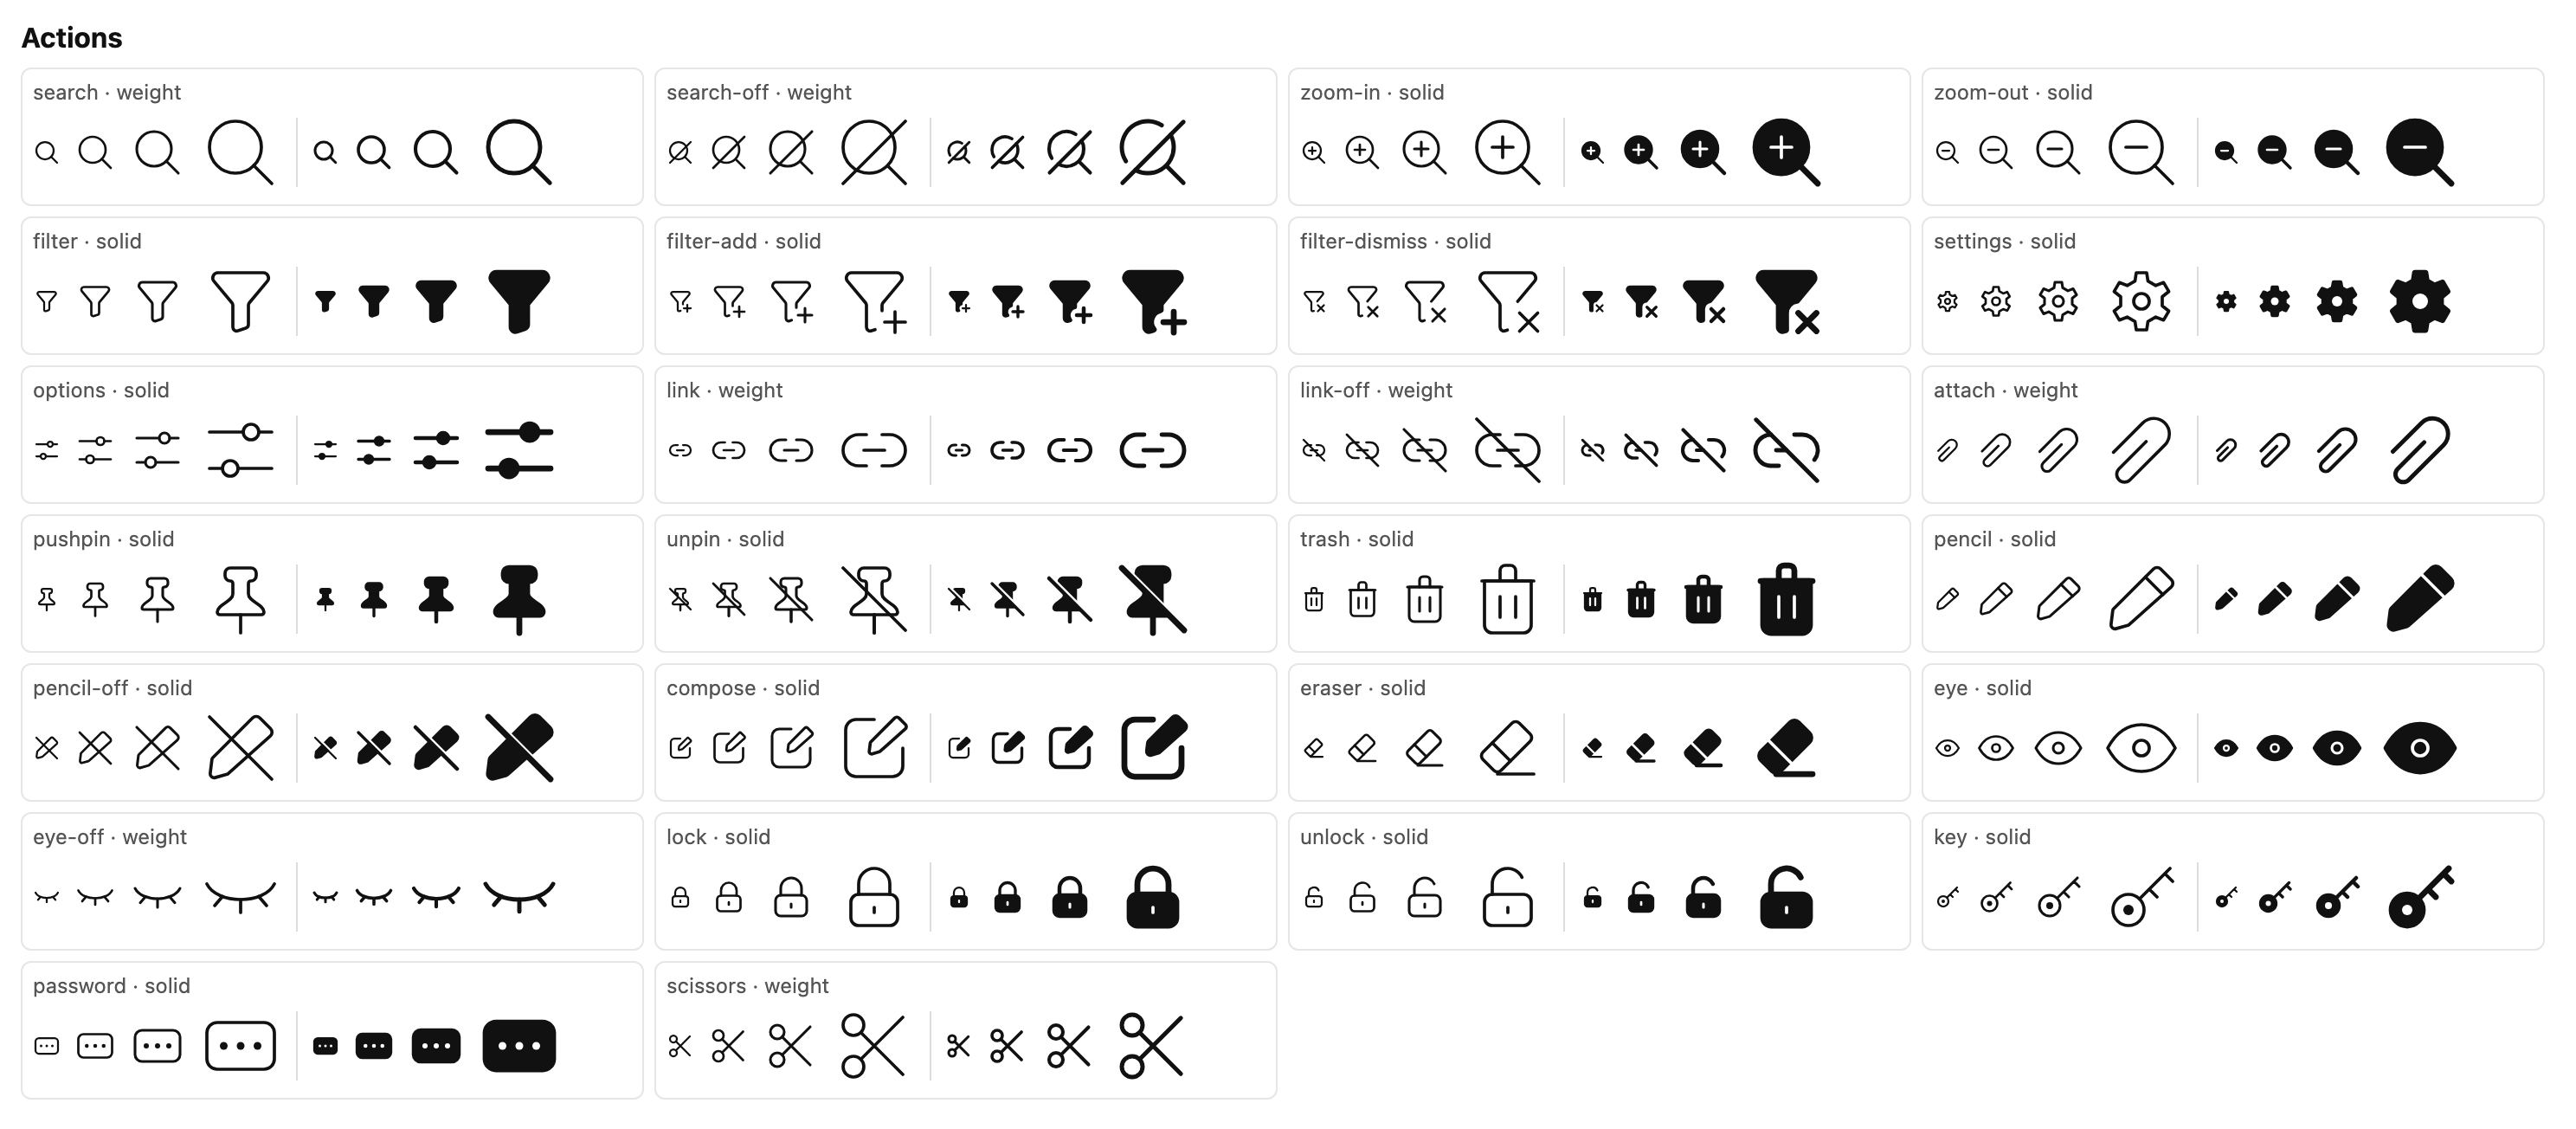 Actions
search · weight
search-off · weight
zoom-in · solid
zoom-out · solid
filter · solid
filter-add · solid
filter-dismiss · solid
settings · solid
options · solid
link · weight
link-off · weight
attach · weight
pushpin · solid
unpin · solid
trash · solid
pencil · solid
pencil-off · solid
compose · solid
eraser · solid
eye · solid
eye-off · weight
lock · solid
unlock · solid
key · solid
password · solid
scissors · weight